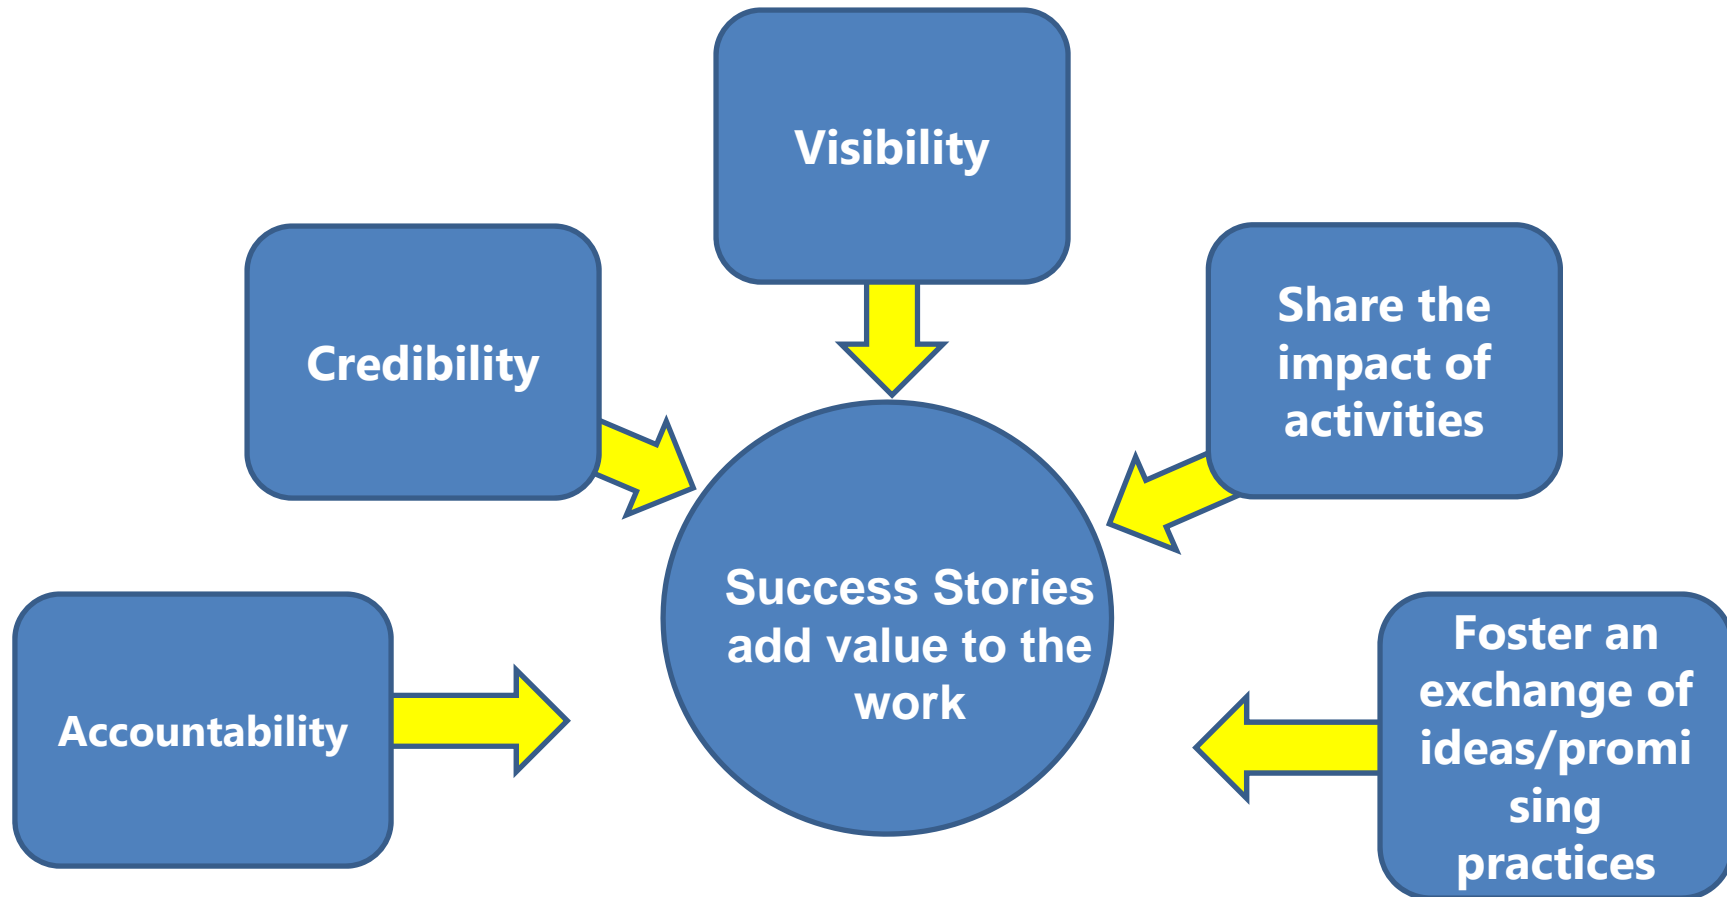 Visibility
Credibility
Share the
impact of
activities
Success Stories
add value to the
work
Accountability
Foster an
exchange of
ideas/promi
sing
practices